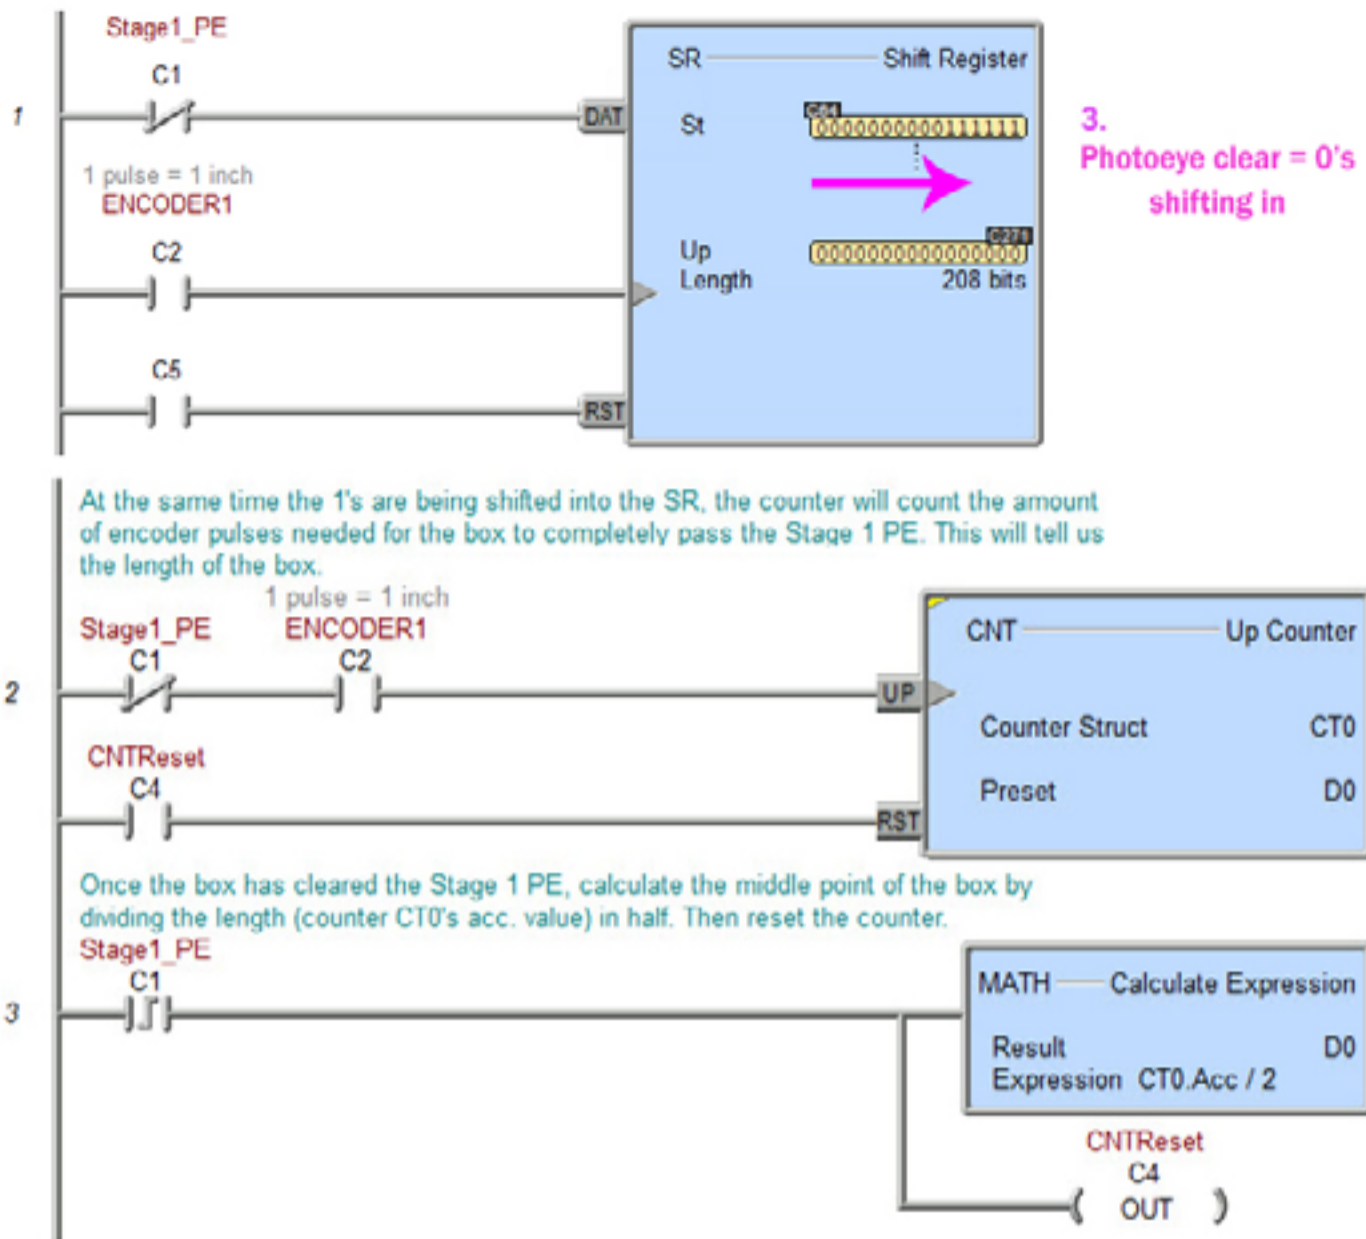 Stage1_PE
C1
1
DAT
SR
Shift Register
St
C64
0000000000111111
3.
Photoeye clear = 0's
shifting in
1 pulse = 1 inch
ENCODER1
C2
Up
C271
0000000000000000
Length
208 bits
C5
RST
At the same time the 1's are being shifted into the SR, the counter will count the amount
of encoder pulses needed for the box to completely pass the Stage 1 PE. This will tell us
the length of the box.
1 pulse = 1 inch
Stage1_PE
ENCODER1
C1
C2
2
UP
CNT
Up Counter
Counter Struct
CT0
CNTReset
C4
Preset
D0
RST
Once the box has cleared the Stage 1 PE, calculate the middle point of the box by
dividing the length (counter CT0's acc. value) in half. Then reset the counter.
Stage1_PE
C1
3
MATH
Calculate Expression
Result
D0
Expression CT0.Acc / 2
CNTReset
C4
OUT